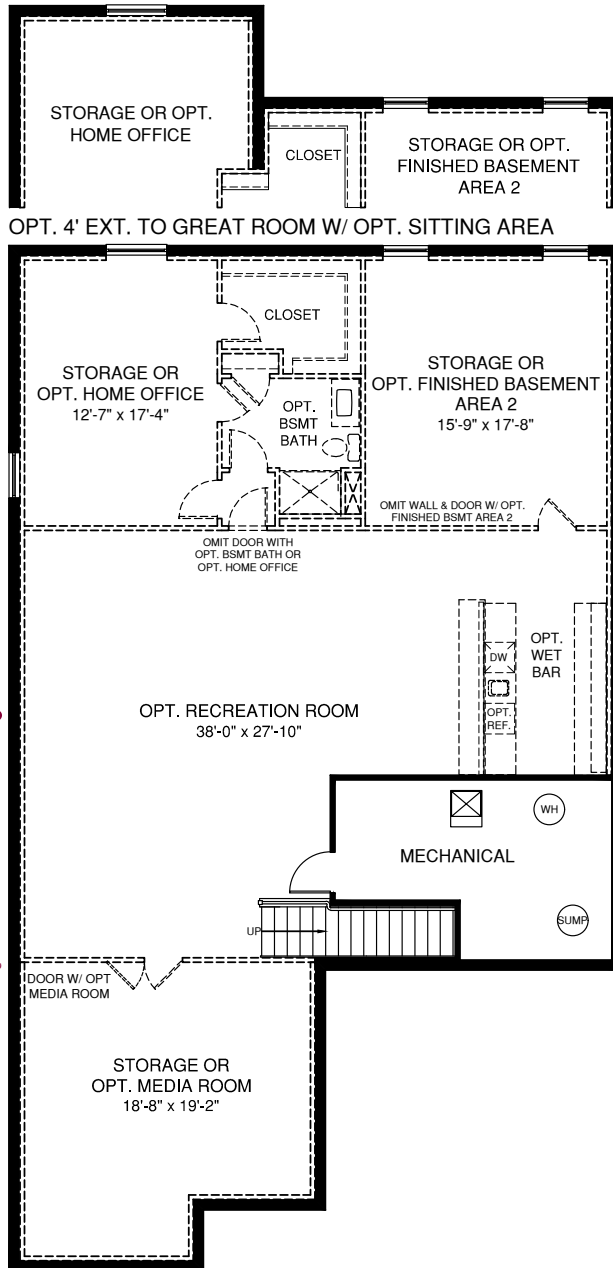 STORAGE OR OPT.
HOME OFFICE
CLOSET
STORAGE OR OPT.
FINISHED BASEMENT
AREA 2
OPT. 4' EXT. TO GREAT ROOM W/ OPT. SITTING AREA
CLOSET
STORAGE OR
OPT. HOME OFFICE
12'-7" x 17'-4"
OPT.
BSMT
BATH
STORAGE OR
OPT. FINISHED BASEMENT
AREA 2
15'-9" x 17'-8"
OMIT WALL & DOOR W/ OPT.
FINISHED BSMT AREA 2
OMIT DOOR WITH
OPT. BSMT BATH OR
OPT. HOME OFFICE
OPT.
WET
BAR
DW
OPT.
REF.
OPT. RECREATION ROOM
38'-0" x 27'-10"
WH
MECHANICAL
SUMP
UP
DOOR W/ OPT
MEDIA ROOM
STORAGE OR
OPT. MEDIA ROOM
18'-8" x 19'-2"